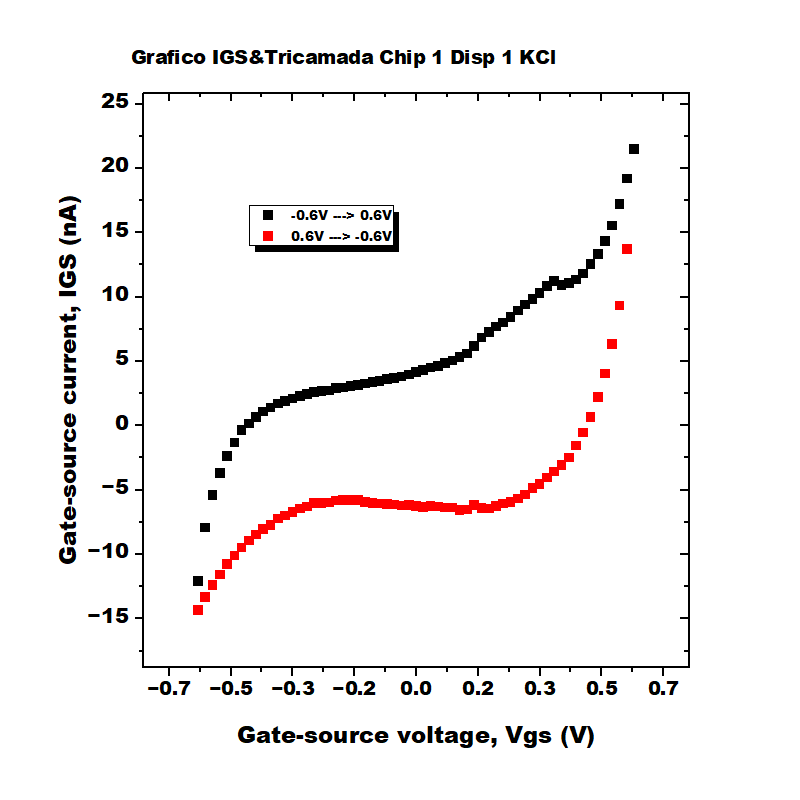 Grafico IGS&Tricamada Chip 1 Disp 1 KCl
25
20
15
10
5
0
−5
−10
−15
Gate-source current, IGS (nA)
-0.6V ---> 0.6V
0.6V ---> -0.6V
−0.7 −0.5 −0.3 −0.2 0.0 0.2 0.3 0.5 0.7
Gate-source voltage, Vgs (V)